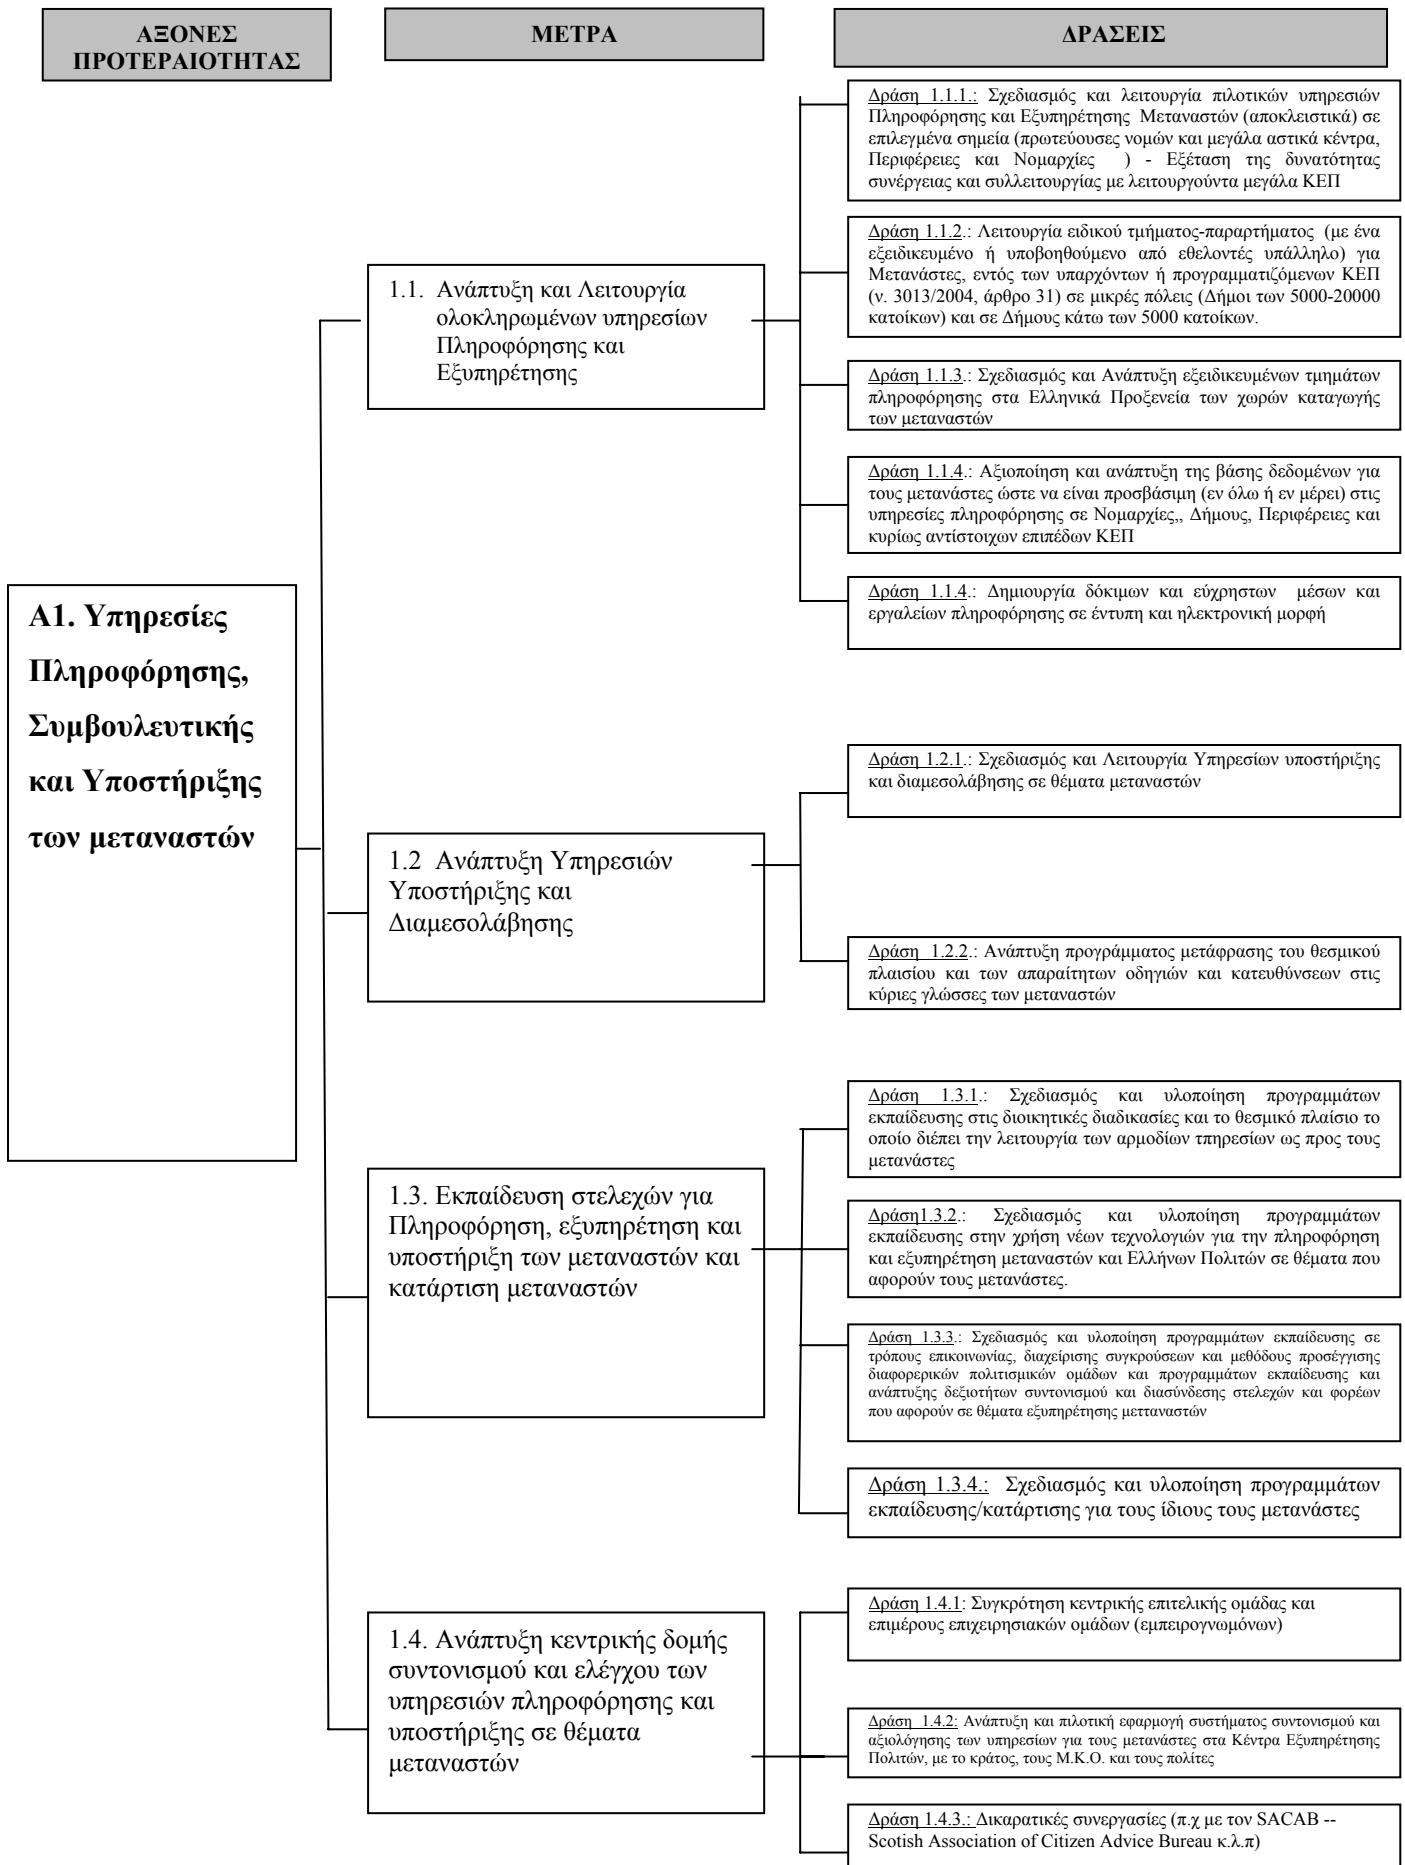 ΑΞΟΝΕΣ
ΠΡΟΤΕΡΑΙΟΤΗΤΑΣ
ΜΕΤΡΑ
ΔΡΑΣΕΙΣ
Α1. Υπηρεσίες
Πληροφόρησης,
Συμβουλευτικής
και Υποστήριξης
των μεταναστών
1.1. Ανάπτυξη και Λειτουργία
ολοκληρωμένων υπηρεσίων
Πληροφόρησης και
Εξυπηρέτησης
Δράση 1.1.1.: Σχεδιασμός και λειτουργία πιλοτικών υπηρεσιών
Πληροφόρησης και Εξυπηρέτησης Μεταναστών (αποκλειστικά) σε
επιλεγμένα σημεία (πρωτεύουσες νομών και μεγάλα αστικά κέντρα,
Περιφέρειες και Νομαρχίες ) - Εξέταση της δυνατότητας
συνέργειας και συλλειτουργίας με λειτουργούντα μεγάλα ΚΕΠ
Δράση 1.1.2.: Λειτουργία ειδικού τμήματος-παραρτήματος (με ένα
εξειδικευμένο ή υποβοηθούμενο από εθελοντές υπάλληλο) για
Μετανάστες, εντός των υπαρχόντων ή προγραμματιζόμενων ΚΕΠ
(ν. 3013/2004, άρθρο 31) σε μικρές πόλεις (Δήμοι των 5000-20000
κατοίκων) και σε Δήμους κάτω των 5000 κατοίκων.
Δράση 1.1.3.: Σχεδιασμός και Ανάπτυξη εξειδικευμένων τμημάτων
πληροφόρησης στα Ελληνικά Προξενεία των χωρών καταγωγής
των μεταναστών
Δράση 1.1.4.: Αξιοποίηση και ανάπτυξη της βάσης δεδομένων για
τους μετανάστες ώστε να είναι προσβάσιμη (εν όλω ή εν μέρει) στις
υπηρεσίες πληροφόρησης σε Νομαρχίες,, Δήμους, Περιφέρειες και
κυρίως αντίστοιχων επιπέδων ΚΕΠ
Δράση 1.1.4.: Δημιουργία δόκιμων και εύχρηστων μέσων και
εργαλείων πληροφόρησης σε έντυπη και ηλεκτρονική μορφή
1.2 Ανάπτυξη Υπηρεσιών
Υποστήριξης και
Διαμεσολάβησης
Δράση 1.2.1.: Σχεδιασμός και Λειτουργία Υπηρεσίων υποστήριξης
και διαμεσολάβησης σε θέματα μεταναστών
Δράση 1.2.2.: Ανάπτυξη προγράμματος μετάφρασης του θεσμικού
πλαισίου και των απαραίτητων οδηγιών και κατευθύνσεων στις
κύριες γλώσσες των μεταναστών
1.3. Εκπαίδευση στελεχών για
Πληροφόρηση, εξυπηρέτηση και
υποστήριξη των μεταναστών και
κατάρτιση μεταναστών
Δράση 1.3.1.: Σχεδιασμός και υλοποίηση προγραμμάτων
εκπαίδευσης στις διοικητικές διαδικασίες και το θεσμικό πλαίσιο το
οποίο διέπει την λειτουργία των αρμοδίων τπηρεσίων ως προς τους
μετανάστες
Δράση1.3.2.: Σχεδιασμός και υλοποίηση προγραμμάτων
εκπαίδευσης στην χρήση νέων τεχνολογιών για την πληροφόρηση
και εξυπηρέτηση μεταναστών και Ελλήνων Πολιτών σε θέματα που
αφορούν τους μετανάστες.
Δράση 1.3.3.: Σχεδιασμός και υλοποίηση προγραμμάτων εκπαίδευσης σε
τρόπους επικοινωνίας, διαχείρισης συγκρούσεων και μεθόδους προσέγγισης
διαφορερικών πολιτισμικών ομάδων και προγραμμάτων εκπαίδευσης και
ανάπτυξης δεξιοτήτων συντονισμού και διασύνδεσης στελεχών και φορέων
που αφορούν σε θέματα εξυπηρέτησης μετταναστών
Δράση 1.3.4.: Σχεδιασμός και υλοποίηση προγραμμάτων
εκπαίδευσης/κατάρτισης για τους ίδιους τους μετανάστες
1.4. Ανάπτυξη κεντρικής δομής
συντονισμού και ελέγχου των
υπηρεσιών πληροφόρησης και
υποστήριξης σε θέματα
μεταναστών
Δράση 1.4.1: Συγκρότηση κεντρικής επιτελικής ομάδας και
επιμέρους επιχειρησιακών ομάδων (εμπειρογνωμόνων)
Δράση 1.4.2: Ανάπτυξη και πιλοτική εφαρμογή συστήματος συντονισμού και
αξιολόγησης των υπηρεσίων για τους μετανάστες στα Κέντρα Εξυπηρέτησης
Πολιτών, με το κράτος, τους Μ.Κ.Ο. και τους πολίτες
Δράση 1.4.3.: Δικαρατικές συνεργασίες (π.χ με τον SACAB --
Scotish Association of Citizen Advice Bureau κ.λ.π)